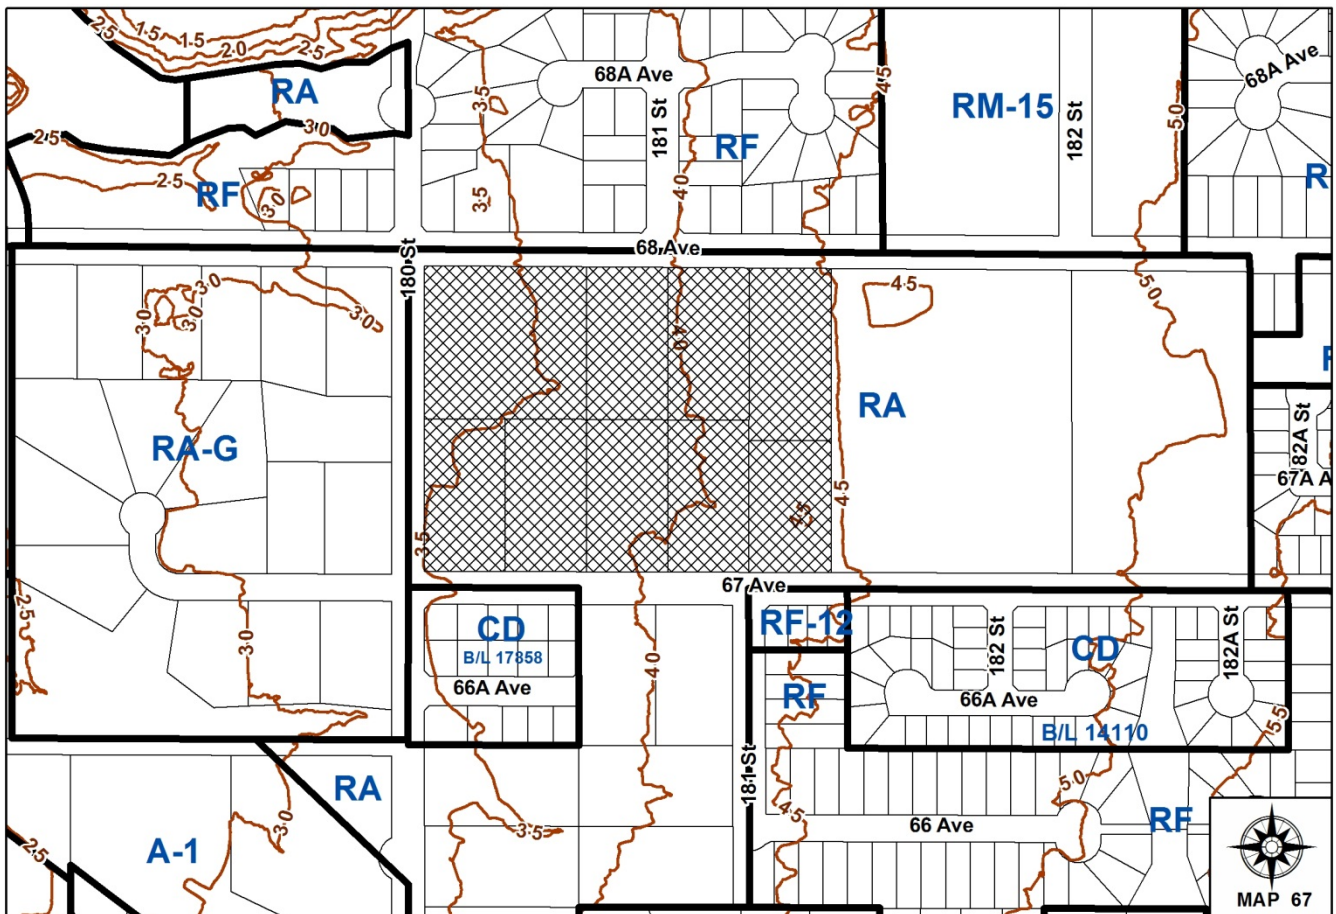 25
1·5
1·5
2·0
2·5
RA
3·0
2·5
2·5
RF
3·0
3·5
3·5
68A Ave
181 St
4·0
RF
4·5
RM-15
182 St
5·0
68A Ave
R
180 St
68 Ave
3·0
3·0
3·0
3·0
RA-G
4·0
3·5
4·5
4·5
4·5
RA
5·0
F
82A St
67A A
67 Ave
2·5
3·0
CD
B/L 17858
66A Ave
4·0
RF-12
RF
182 St
CD
182A St
66A Ave
B/L 14110
5·5
RA
A-1
3·0
2·5
3·5
181 St
4·5
5·0
66 Ave
RF
MAP 67